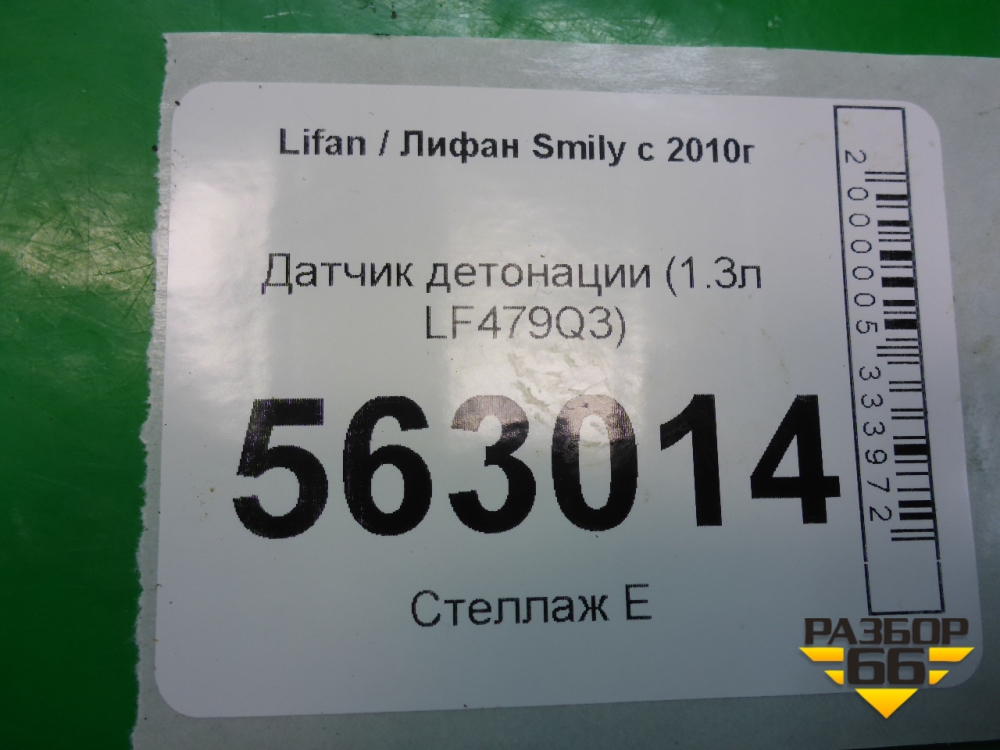 Lifan / Лифан Smily с 2010г
Датчик детонации (1.3л
LF479Q3)
563014
Стеллаж Е
2000005333972
РАЗБОР
66